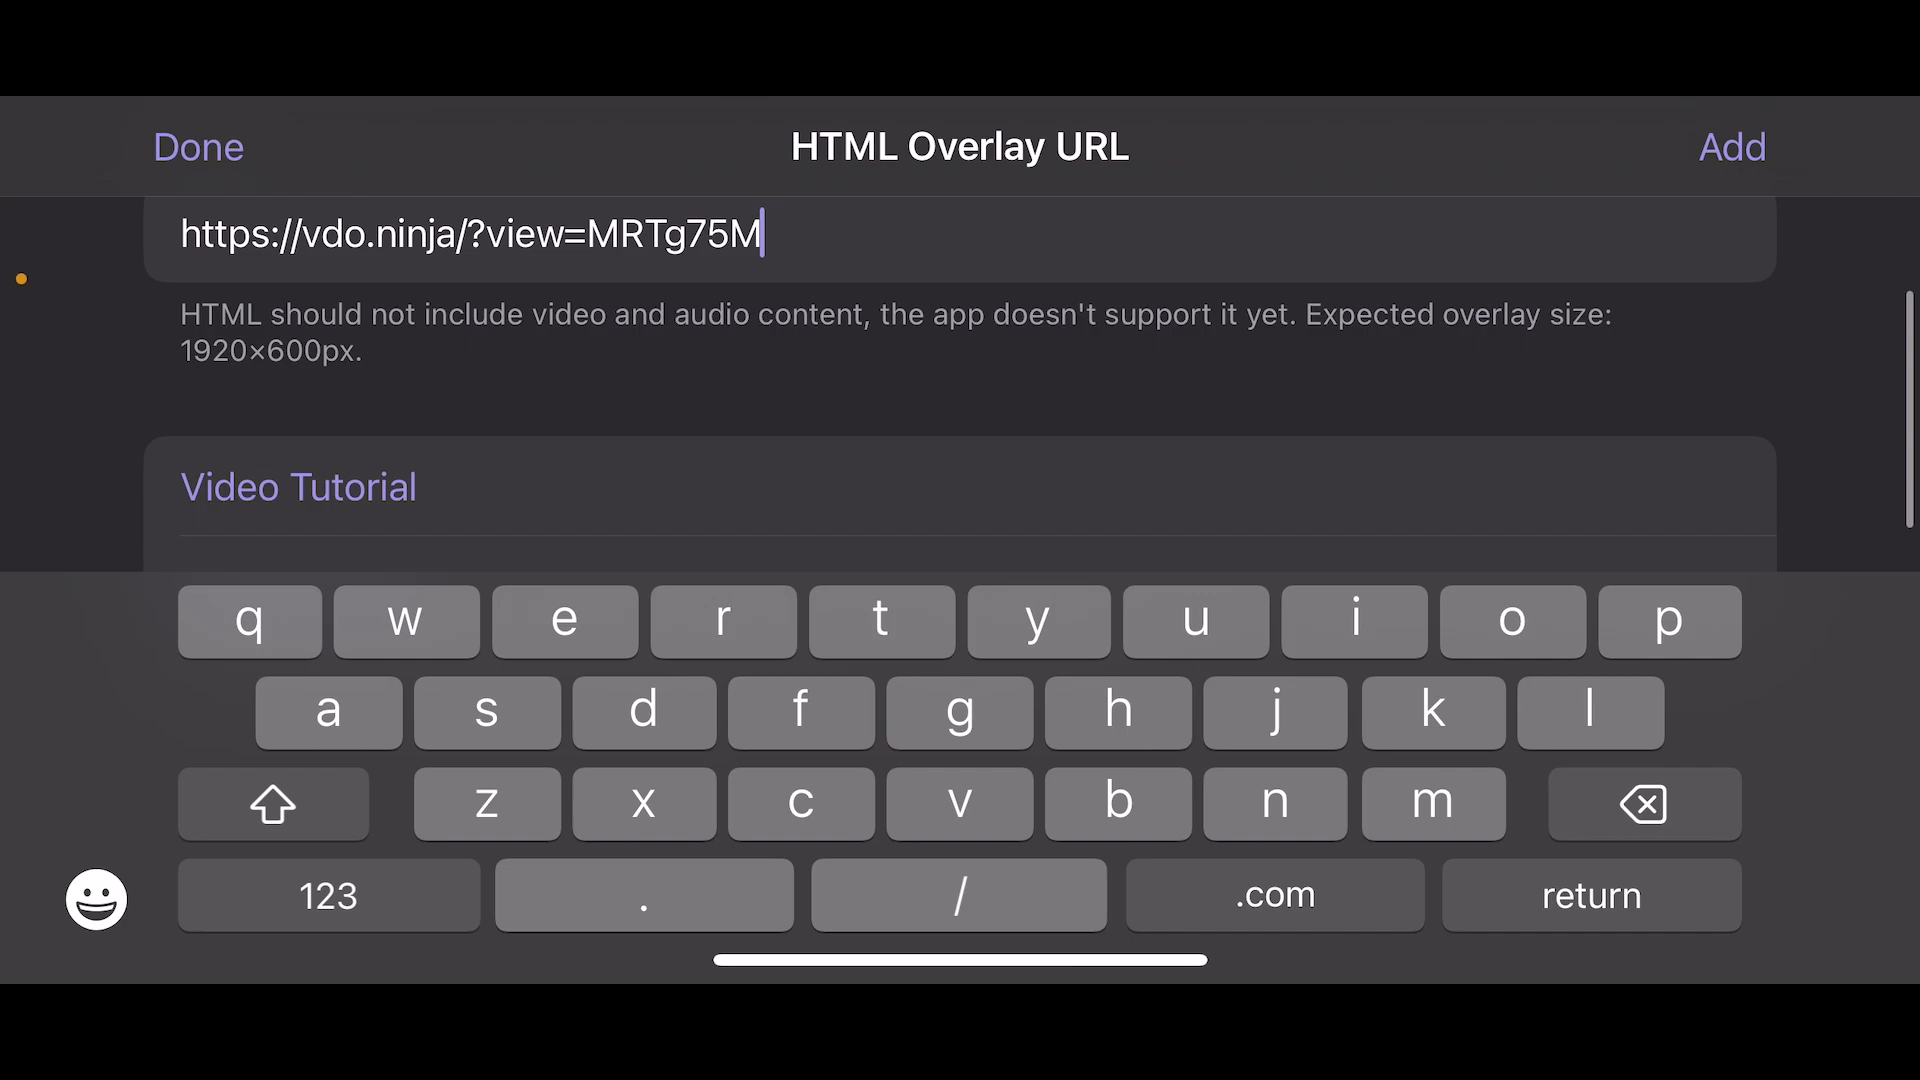 Done HTML Overlay URL Add
https://vdo.ninja/?view=MRTg75M
HTML should not include video and audio content, the app doesn't support it yet. Expected overlay size:
1920×600px.
Video Tutorial
q w e r t y u i o p
a s d f g h j k l
z x c v b n m
123 . / .com return